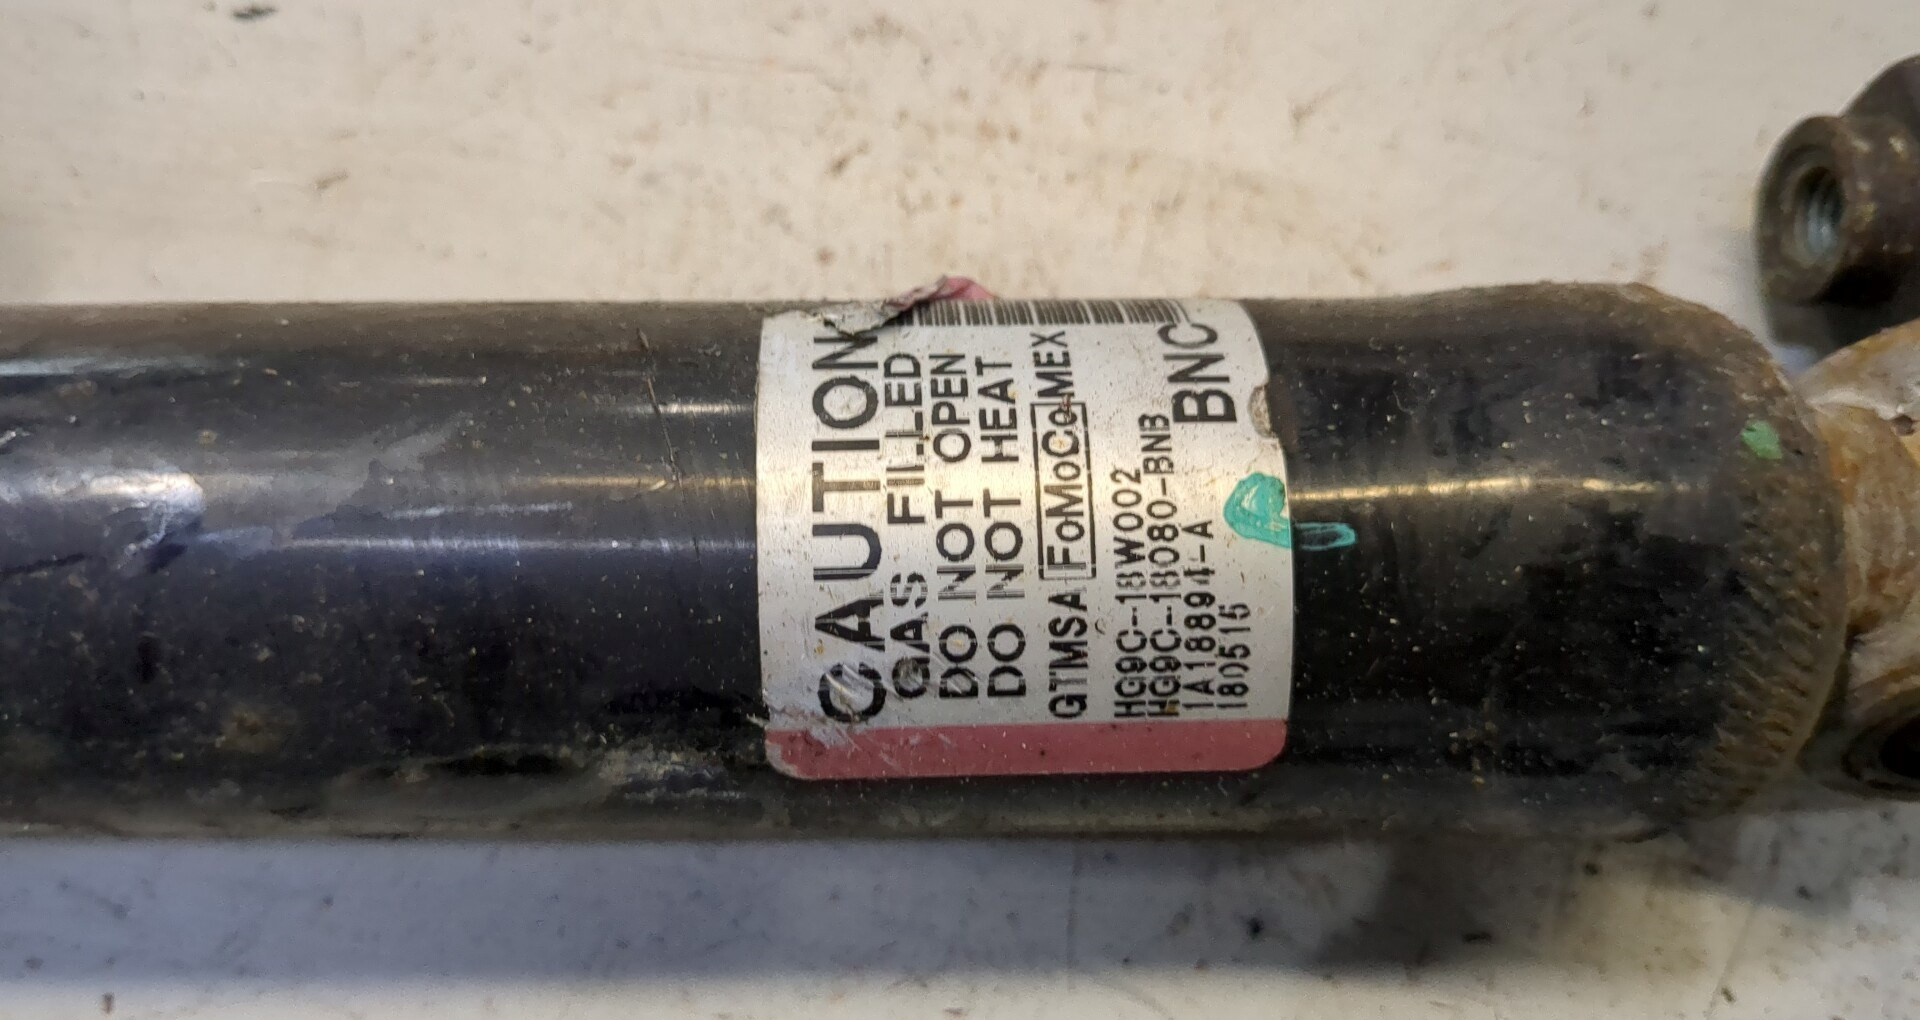 CAUTION
GAS FILLED
DO NOT OPEN
DO NOT HEAT
GTMSA FoMoCo MEX
HG9C-18W002
HG9C-18080-BNB
1A18894-A
180515
BNC